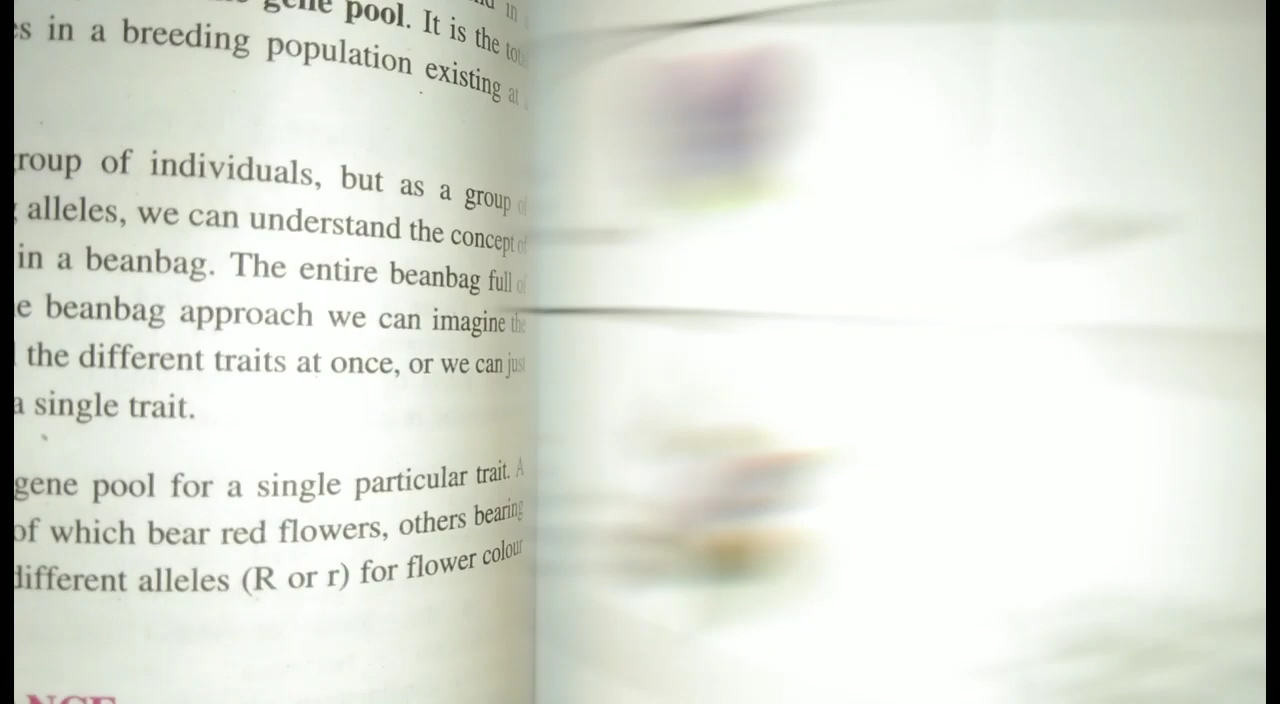 gene pool. It is the
in a breeding population existing at
of individuals, but as a group of
alleles, we can understand the concept of
in a beanbag. The entire beanbag full of
beanbag approach we can imagine the
the different traits at once, or we can just
a single trait.
gene pool for a single particular trait. A
of which bear red flowers, others bearing
different alleles (R or r) for flower colour